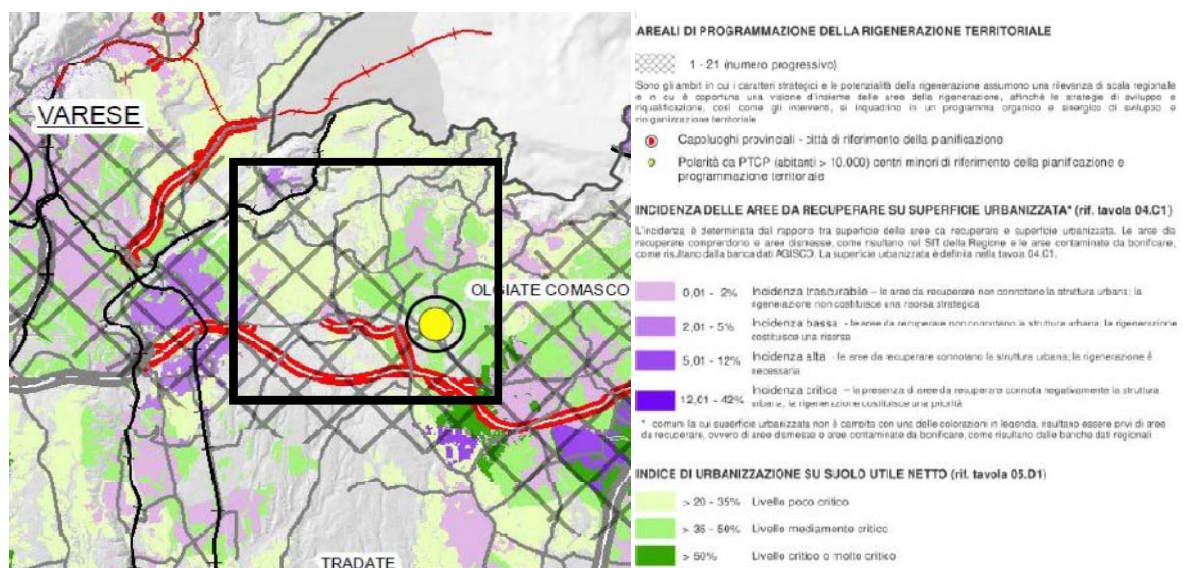 VARESE
OLGIATE COMASCO
TRADATE
AREALI DI PROGRAMMAZIONE DELLA RIGENERAZIONE TERRITORIALE
1 - 21 (numero progressivo)
Sono gli ambiti in cui i caratteri strategici e le potenzialità della rigenerazione assumono una rilevanza di scala regionale
e in cui è opportuna una visione d'insieme delle aree della rigenerazione, affinché le strategie di sviluppo e
riqualificazione, così come gli interventi, si inquadrino in un programma organico e sinergico di sviluppo e
riorganizzazione territoriale
Capoluoghi provinciali - città di riferimento della pianificazione
Polarità da PTCP (abitanti > 10.000) centri minori di riferimento della pianificazione e
programmazione territoriale
INCIDENZA DELLE AREE DA RECUPERARE SU SUPERFICIE URBANIZZATA* (rif. tavola 04.C1)
L'incidenza è determinata dal rapporto tra superficie delle aree da recuperare e superficie urbanizzata. Le aree da
recuperare comprendono e aree dismesse, come risultano nel SIT della Regione e le aree contaminate da bonificare,
come risultano dalla banca dati AGISCO. La superficie urbanizzata è definita nella tavola 04.C1.
0,01 - 2% Incidenza trascurabile – le aree da recuperare non connotano la struttura urbana; la
rigenerazione non costituisce una risorsa strategica
2,01 - 5% Incidenza bassa - le aree da recuperare non connotano la struttura urbana; la rigenerazione
costituisce una risorsa
5,01 - 12% Incidenza alta - le aree da recuperare connotano la struttura urbana; la rigenerazione è
necessaria
12,01 - 42% Incidenza critica – la presenza di aree da recuperare connota negativamente la struttura
urbana; la rigenerazione costituisce una priorità
* comuni la cui superficie urbanizzata non è campita con una delle colorazioni in legenda, risultano essere privi di aree
da recuperare, ovvero di aree dismesse o aree contaminate da bonificare, come risultano dalle banche dati regionali
INDICE DI URBANIZZAZIONE SU SUOLO UTILE NETTO (rif. tavola 05.D1)
> 20 - 35% Livello poco critico
> 35 - 50% Livello mediamente critico
> 50% Livello critico o molto critico